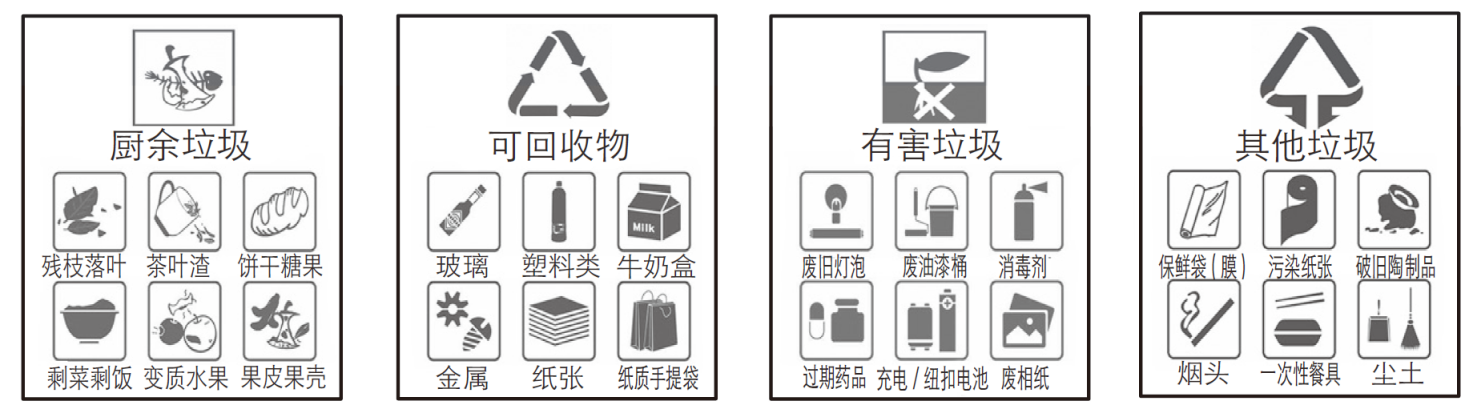 厨余垃圾
残枝落叶 茶叶渣 饼干糖果
剩菜剩饭 变质水果 果皮果壳
可回收物
玻璃 塑料类 牛奶盒
Milk
金属 纸张 纸质手提袋
有害垃圾
废旧灯泡 废油漆桶 消毒剂
过期药品 充电/纽扣电池 废相纸
其他垃圾
保鲜袋(膜) 污染纸张 破旧陶制品
烟头 一次性餐具 尘土